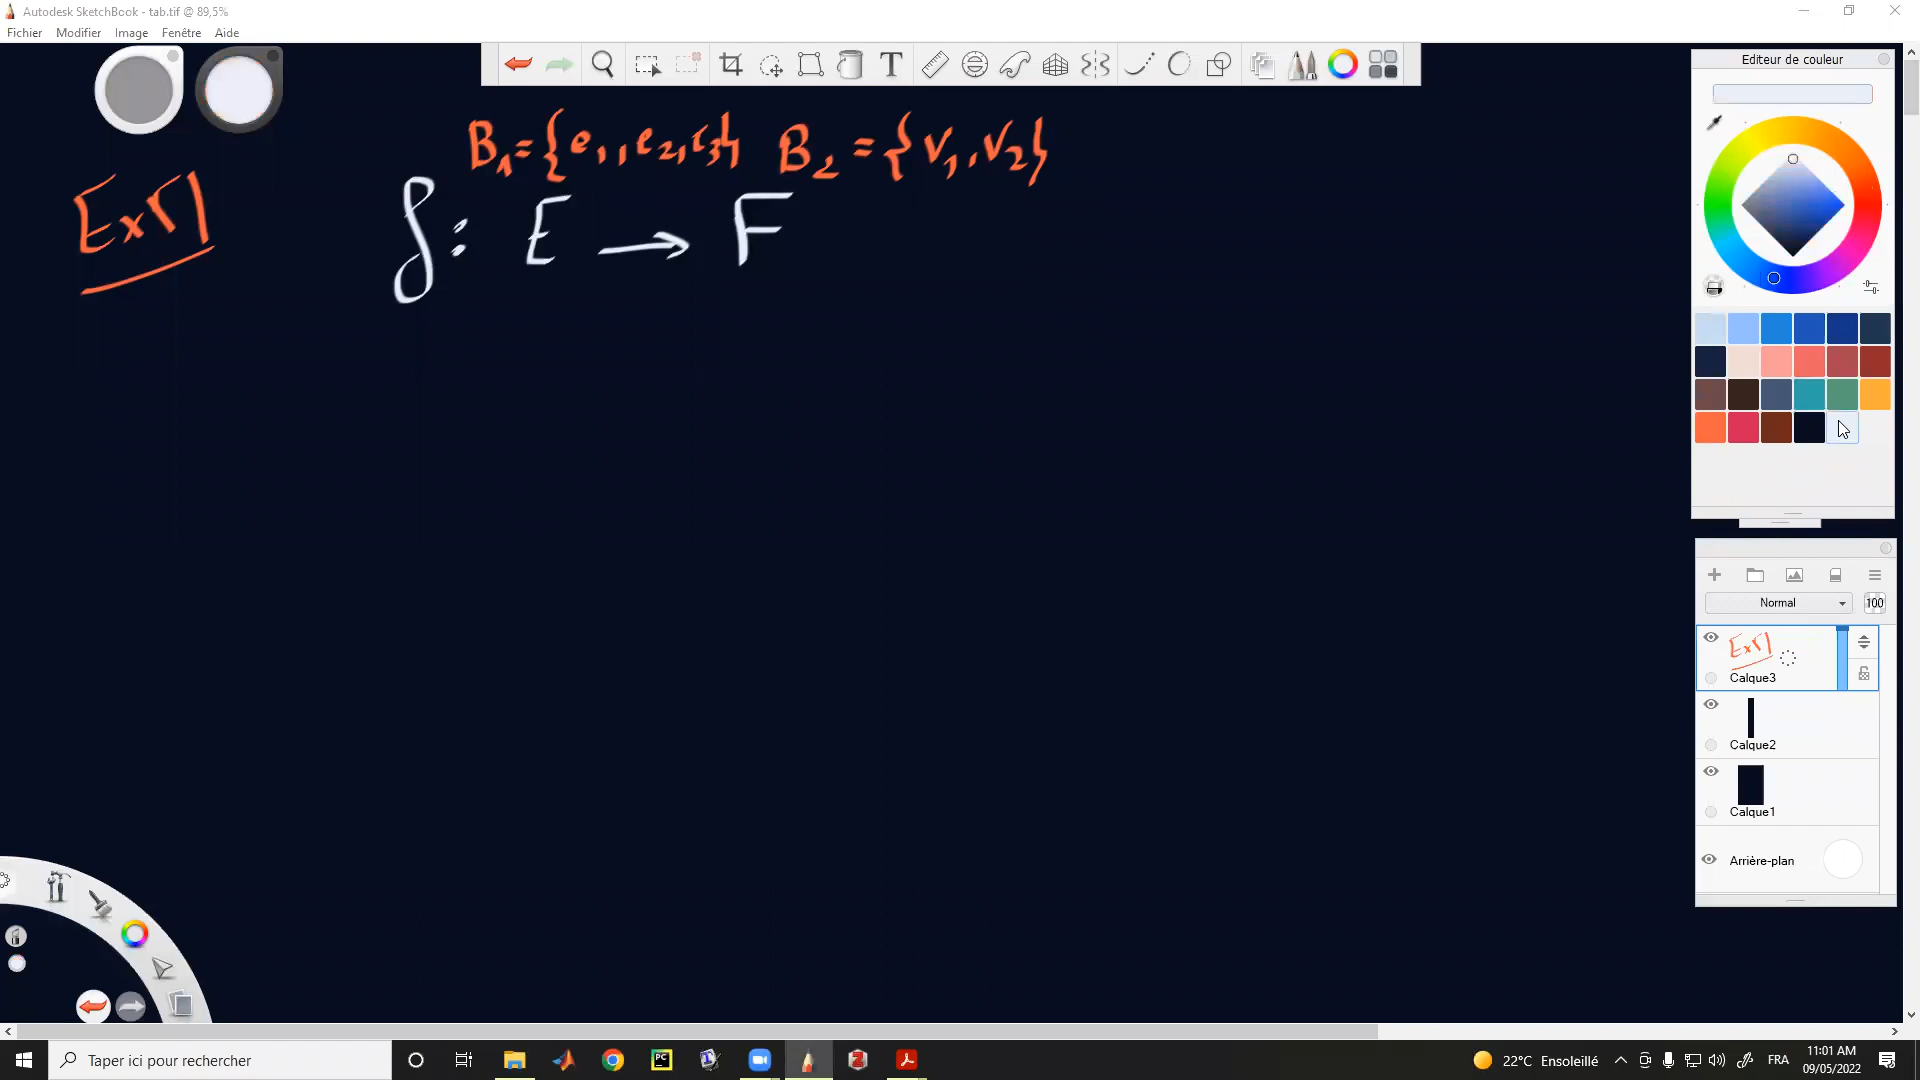 Autodesk SketchBook - tab.tif @ 89,5%
Fichier Modifier Image Fenêtre Aide
Editeur de couleur
B₁={e₁,e₂,e₃} B₂={v₁,v₂}
f: E → F
Normal 100
Calque3
Calque2
Calque1
Arrière-plan
Taper ici pour rechercher
22°C Ensoleillé
FRA
11:01 AM
09/05/2022